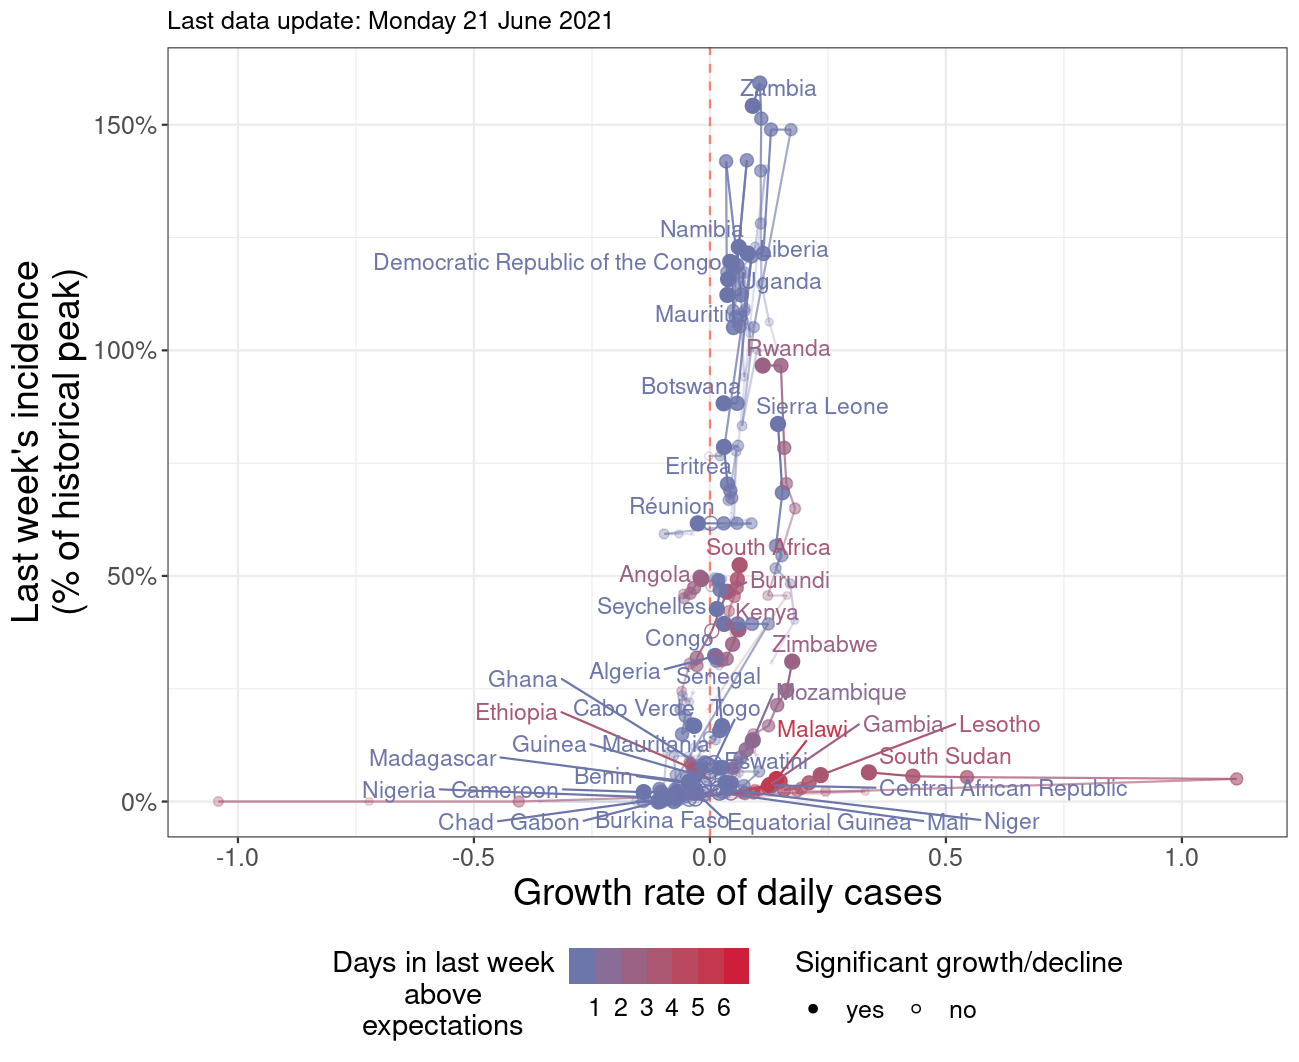 Last data update: Monday 21 June 2021
Last week's incidence
(% of historical peak)
150%
100%
50%
0%
Zambia
Namibia
Liberia
Democratic Republic of the Congo
Uganda
Mauritius
Rwanda
Botswana
Sierra Leone
Eritrea
Réunion
South Africa
Angola
Burundi
Seychelles
Kenya
Congo
Zimbabwe
Algeria
Senegal
Ghana
Mozambique
Ethiopia
Cabo Verde
Togo
Malawi
Gambia
Lesotho
Guinea
Mauritania
Madagascar
Eswatini
South Sudan
Benin
Nigeria
Cameroon
Central African Republic
Chad
Gabon
Burkina Faso
Equatorial Guinea
Mali
Niger
-1.0
-0.5
0.0
0.5
1.0
Growth rate of daily cases
Days in last week
above
expectations
1 2 3 4 5 6
Significant growth/decline
yes
no